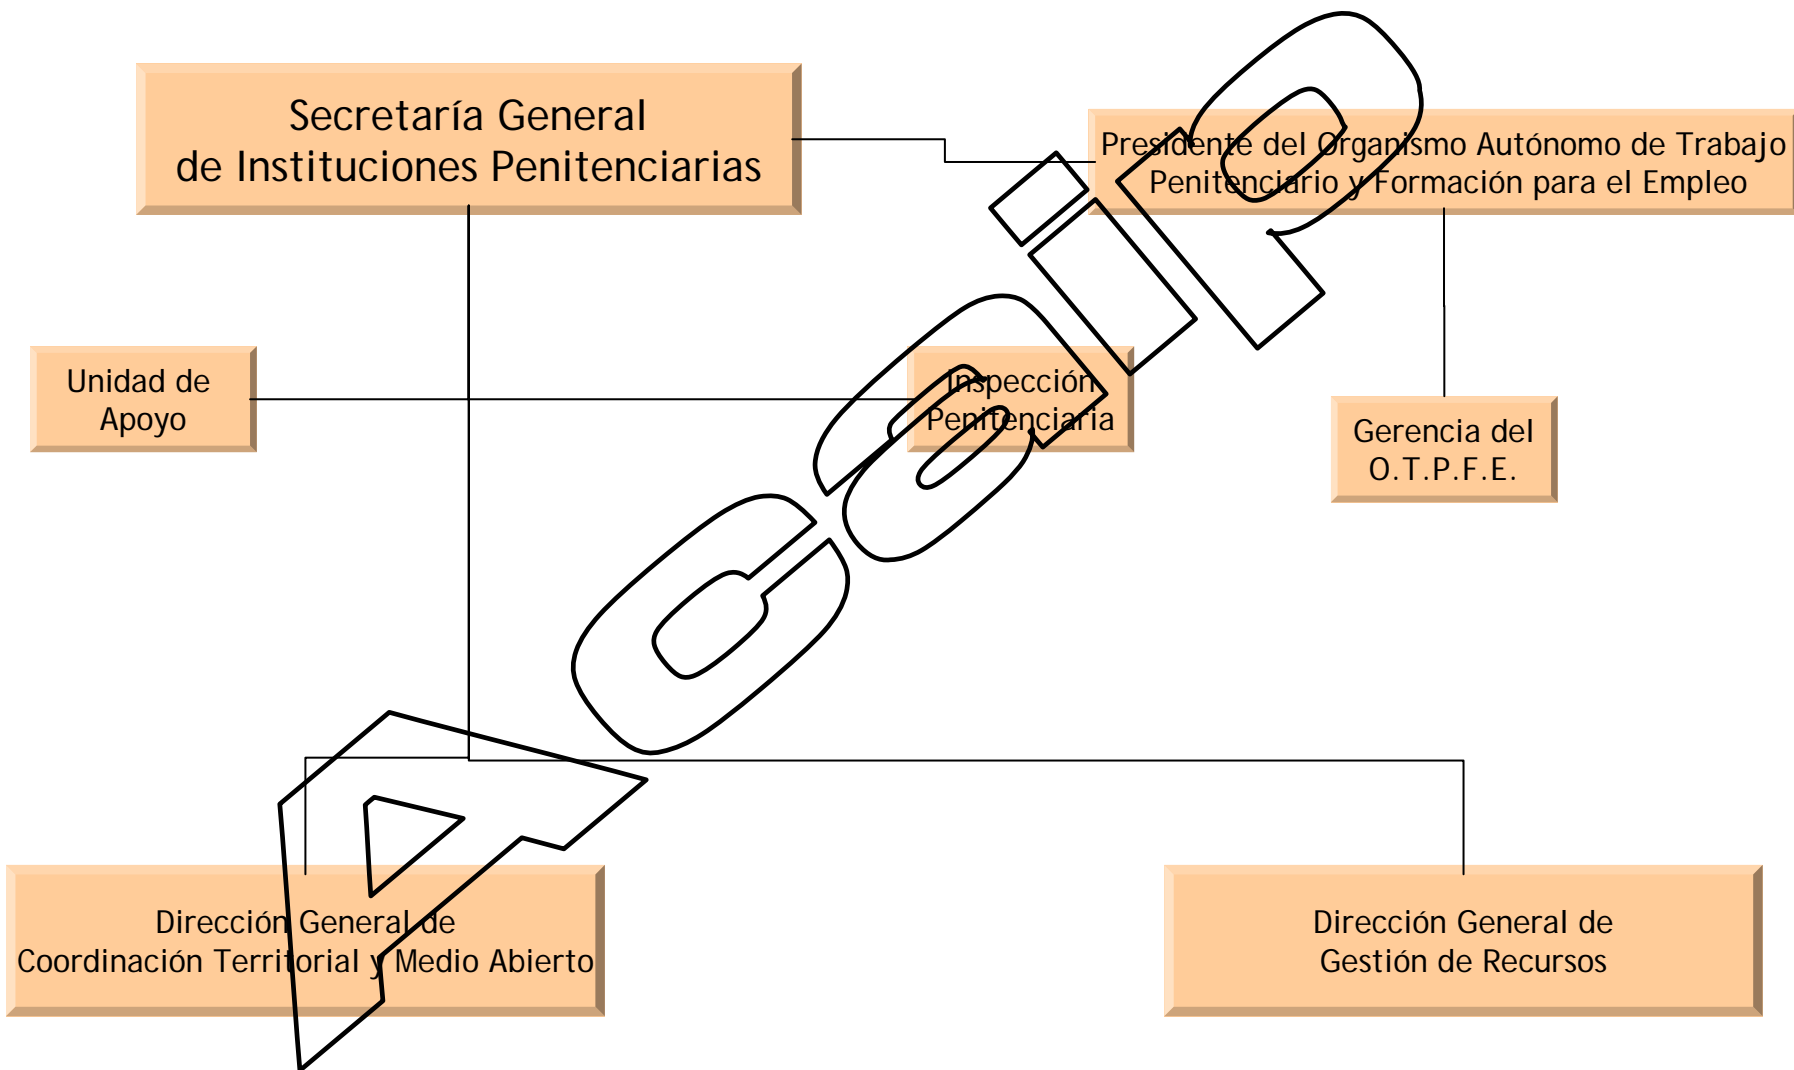 Secretaría General
de Instituciones Penitenciarias
Presidente del Organismo Autónomo de Trabajo
Penitenciario y Formación para el Empleo
Unidad de
Apoyo
Inspección
Penitenciaria
Gerencia del
O.T.P.F.E.
Dirección General de
Coordinación Territorial y Medio Abierto
Dirección General de
Gestión de Recursos
ACaIP